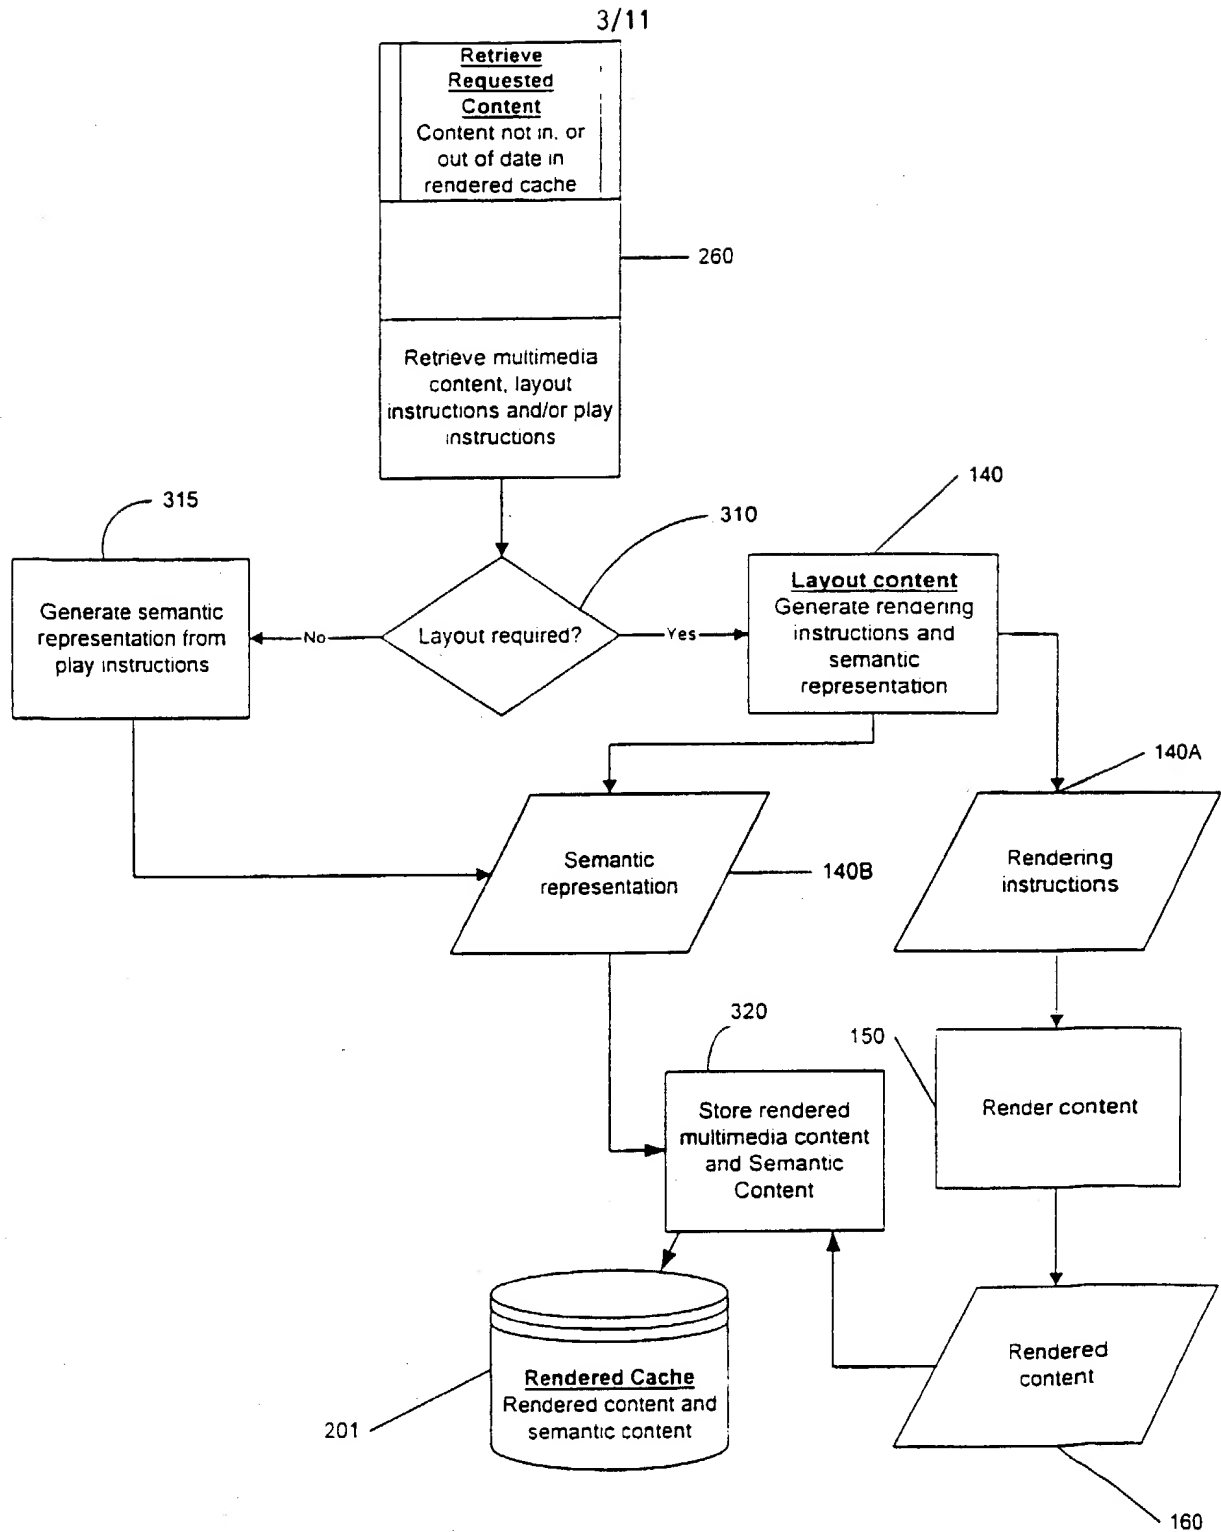 3/11
Retrieve
Requested
Content
Content not in, or
out of date in
rendered cache
260
Retrieve multimedia
content, layout
instructions and/or play
instructions
315
310
140
Generate semantic
representation from
play instructions
No
Layout required?
Yes
Layout content
Generate rendering
instructions and
semantic
representation
140A
Semantic
representation
140B
Rendering
instructions
320
150
Store rendered
multimedia content
and Semantic
Content
Render content
Rendered Cache
Rendered content and
semantic content
201
Rendered
content
160